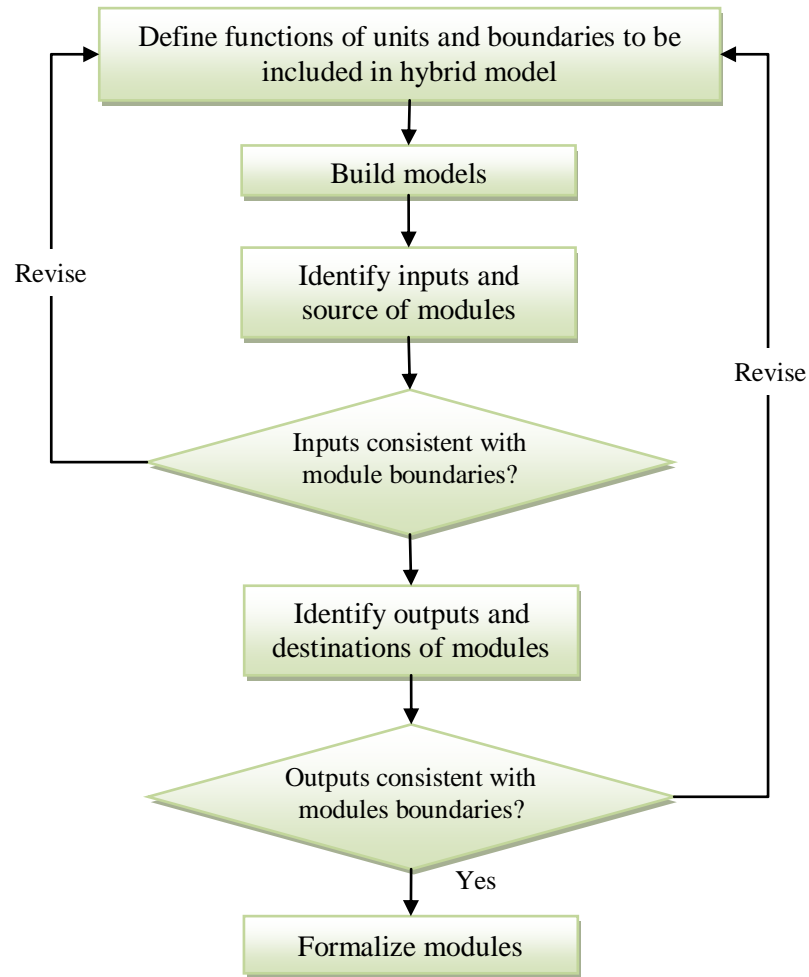 Define functions of units and boundaries to be
included in hybrid model
Build models
Identify inputs and
source of modules
Revise
Inputs consistent with
module boundaries?
Revise
Identify outputs and
destinations of modules
Outputs consistent with
modules boundaries?
Yes
Formalize modules